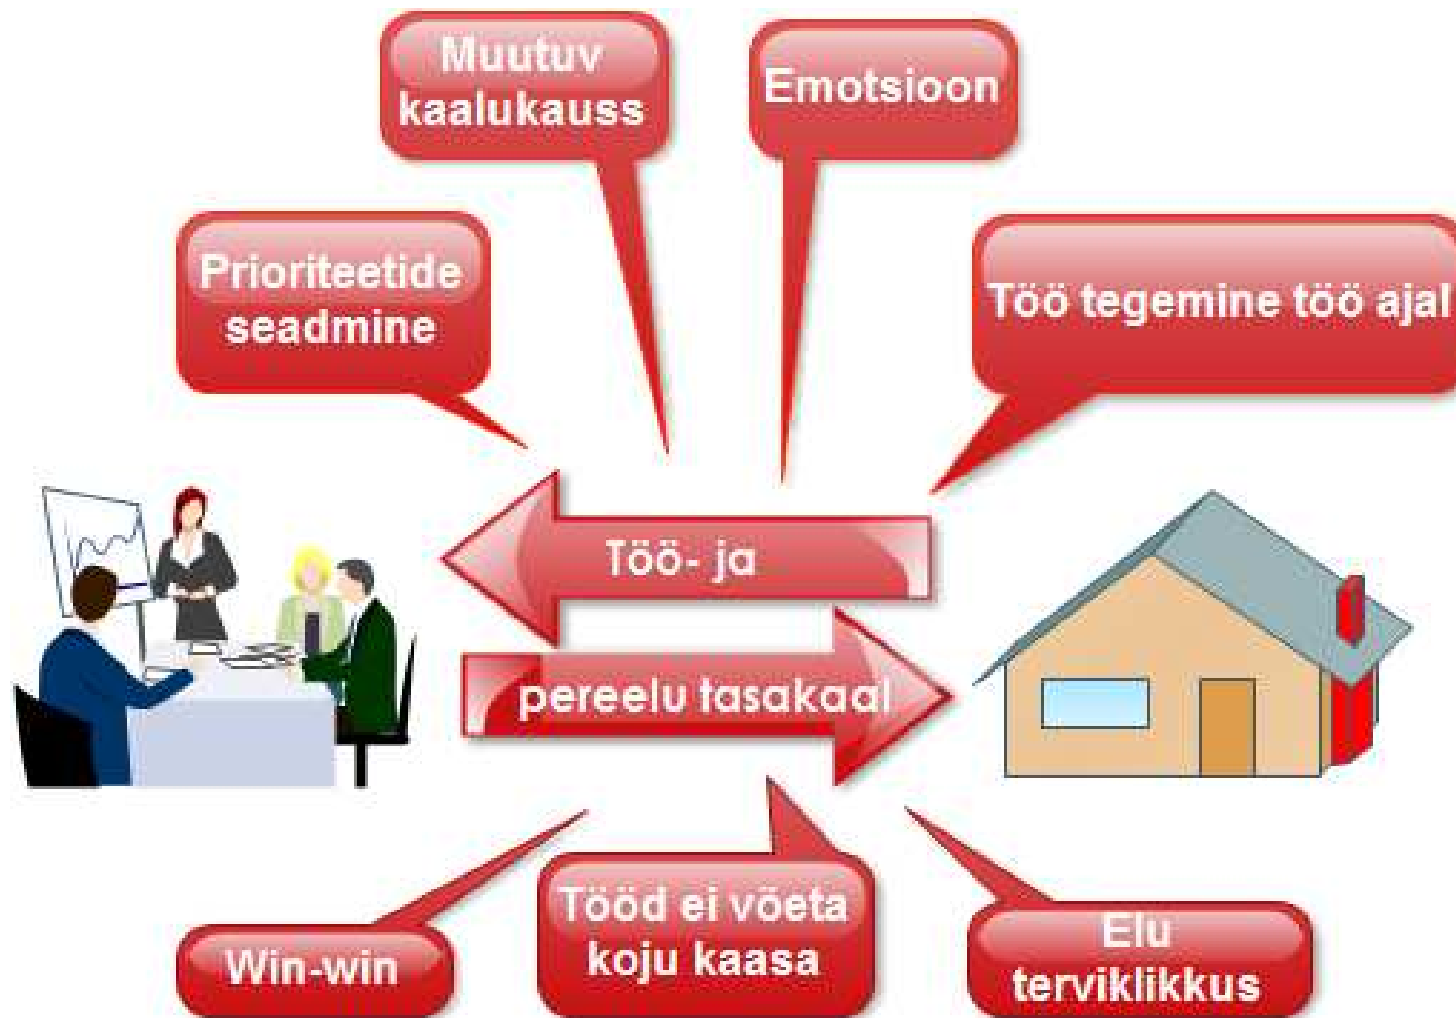 Muutuv
kaalukauss
Emotsioon
Prioriteetide
seadmine
Töö tegemine töö ajal
Töö- ja
pereelu tasakaal
Win-win
Tööd ei võeta
koju kaasa
Elu
terviklikkus